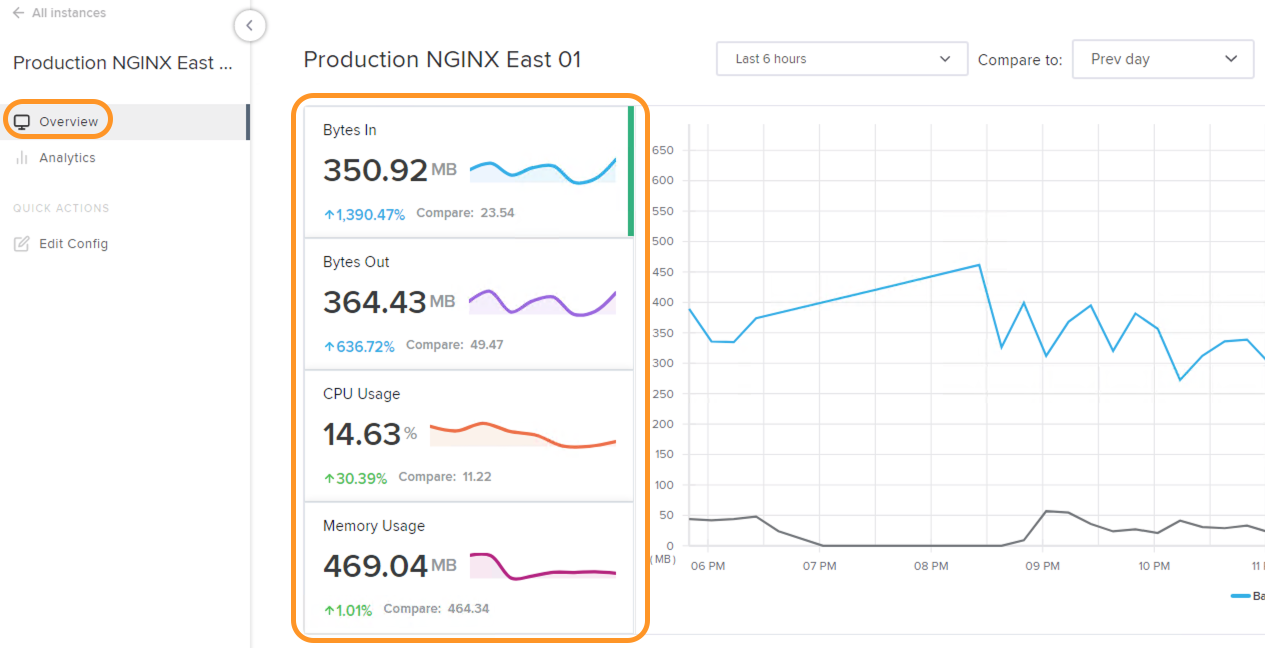 All instances
Production NGINX East ...
Overview
Analytics
QUICK ACTIONS
Edit Config
Production NGINX East 01
Last 6 hours
Compare to:
Prev day
Bytes In
350.92 MB
↑1,390.47% Compare: 23.54
Bytes Out
364.43 MB
↑636.72% Compare: 49.47
CPU Usage
14.63 %
↑30.39% Compare: 11.22
Memory Usage
469.04 MB
↑1.01% Compare: 464.34
650
600
550
500
450
400
350
300
250
200
150
100
50
0
(MB)
06 PM 07 PM 08 PM 09 PM 10 PM 11
Ba